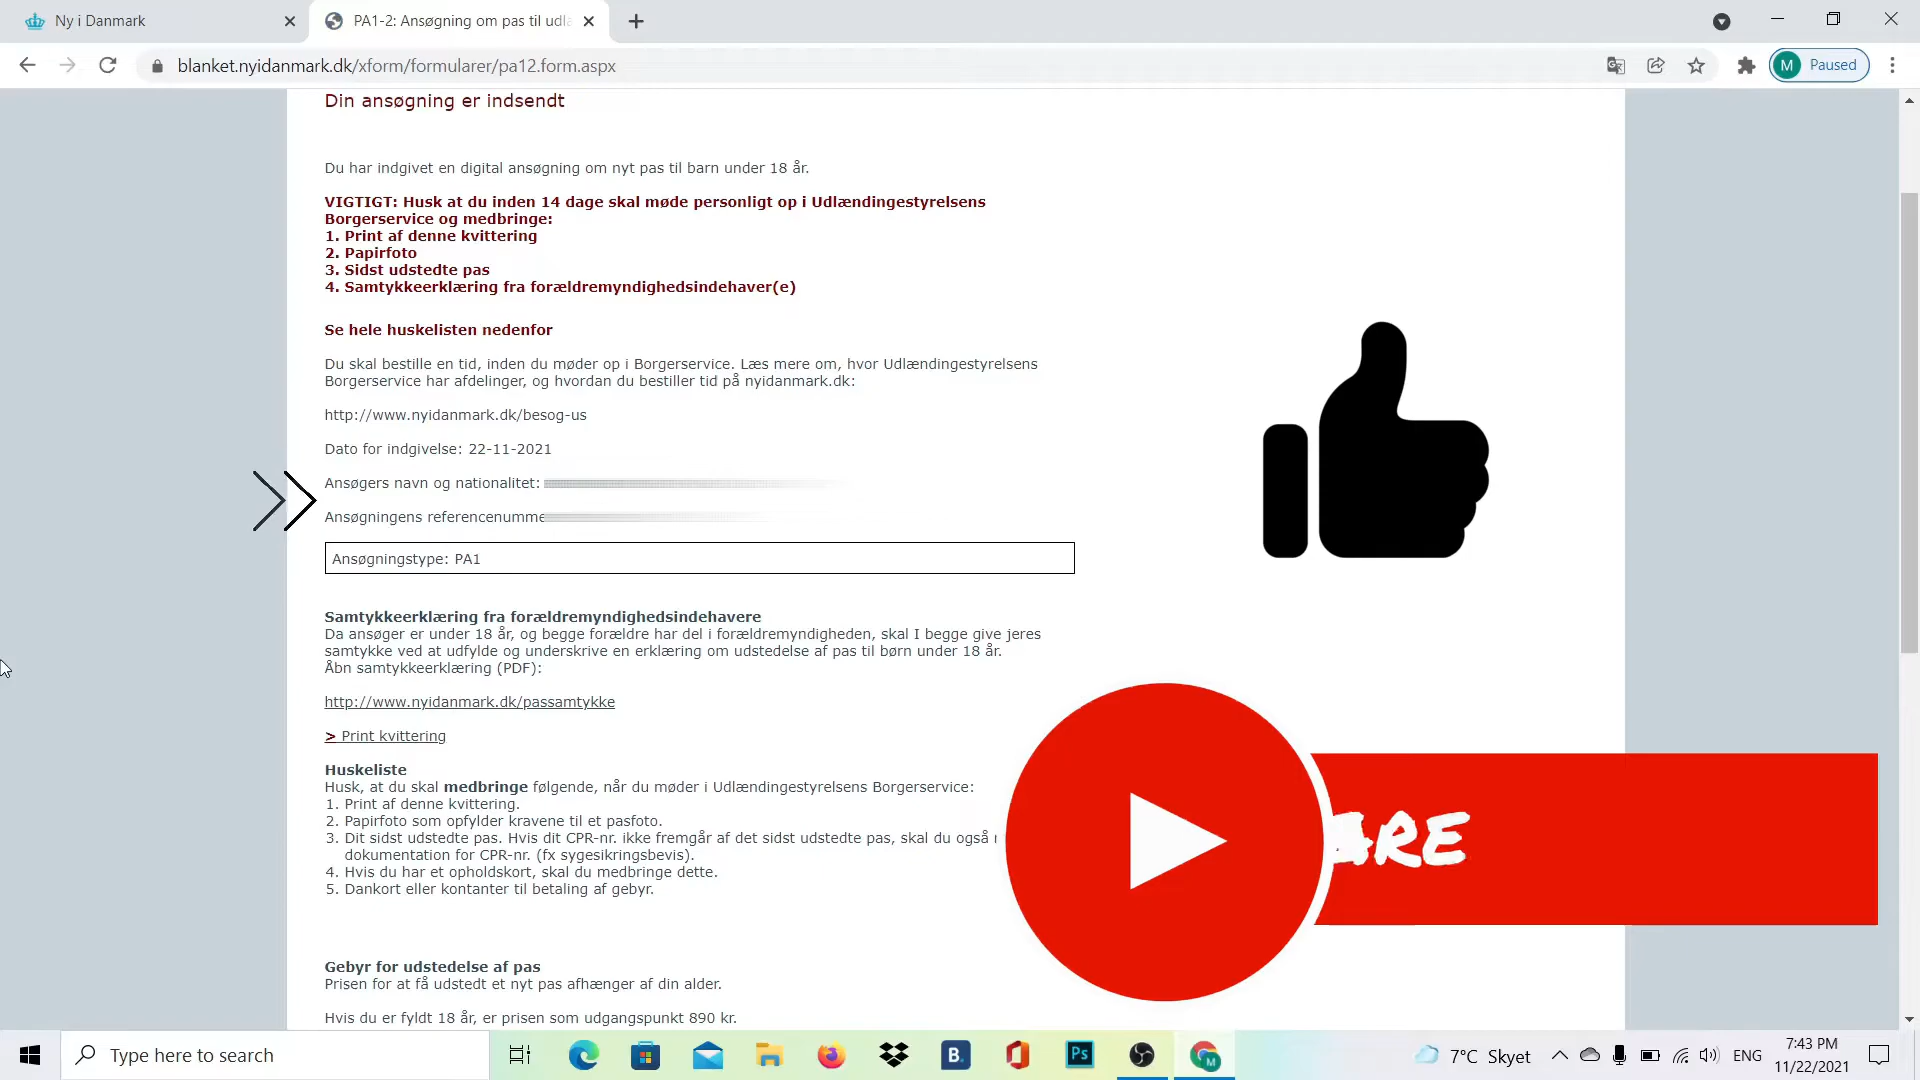 Ny i Danmark
PA1-2: Ansøgning om pas til udl
blanket.nyidanmark.dk/xform/formularer/pa12.form.aspx
M Paused
Din ansøgning er indsendt
Du har indgivet en digital ansøgning om nyt pas til barn under 18 år.
VIGTIGT: Husk at du inden 14 dage skal møde personligt op i Udlændingestyrelsens
Borgerservice og medbringe:
1. Print af denne kvittering
2. Papirfoto
3. Sidst udstedte pas
4. Samtykkeerklæring fra forældremyndighedsindehaver(e)
Se hele huskelisten nedenfor
Du skal bestille en tid, inden du møder op i Borgerservice. Læs mere om, hvor Udlændingestyrelsens
Borgerservice har afdelinger, og hvordan du bestiller tid på nyidanmark.dk:
http://www.nyidanmark.dk/besog-us
Dato for indgivelse: 22-11-2021
Ansøgers navn og nationalitet:
Ansøgningens referencenumme
Ansøgningstype: PA1
Samtykkeerklæring fra forældremyndighedsindehavere
Da ansøger er under 18 år, og begge forældre har del i forældremyndigheden, skal I begge give jeres
samtykke ved at udfylde og underskrive en erklæring om udstedelse af pas til børn under 18 år.
Åbn samtykkeerklæring (PDF):
http://www.nyidanmark.dk/passamtykke
> Print kvittering
Huskeliste
Husk, at du skal medbringe følgende, når du møder i Udlændingestyrelsens Borgerservice:
1. Print af denne kvittering.
2. Papirfoto som opfylder kravene til et pasfoto.
3. Dit sidst udstedte pas. Hvis dit CPR-nr. ikke fremgår af det sidst udstedte pas, skal du også
dokumentation for CPR-nr. (fx sygesikringsbevis).
4. Hvis du har et opholdskort, skal du medbringe dette.
5. Dankort eller kontanter til betaling af gebyr.
ARE
Gebyr for udstedelse af pas
Prisen for at få udstedt et nyt pas afhænger af din alder.
Hvis du er fyldt 18 år, er prisen som udgangspunkt 890 kr.
Type here to search
B.
Ps
M
7°C Skyet
ENG
7:43 PM
11/22/2021